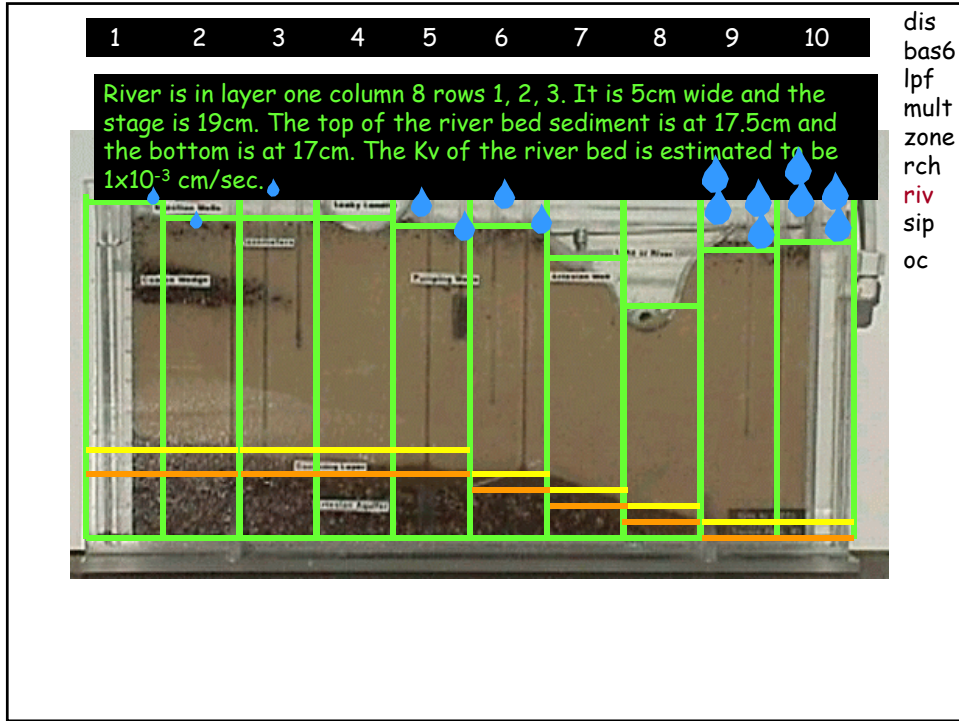 1 2 3 4 5 6 7 8 9 10
River is in layer one column 8 rows 1, 2, 3. It is 5cm wide and the
stage is 19cm. The top of the river bed sediment is at 17.5cm and
the bottom is at 17cm. The Kv of the river bed is estimated to be
1x10⁻³ cm/sec.
dis
bas6
lpf
mult
zone
rch
riv
sip
oc
Confining Layer